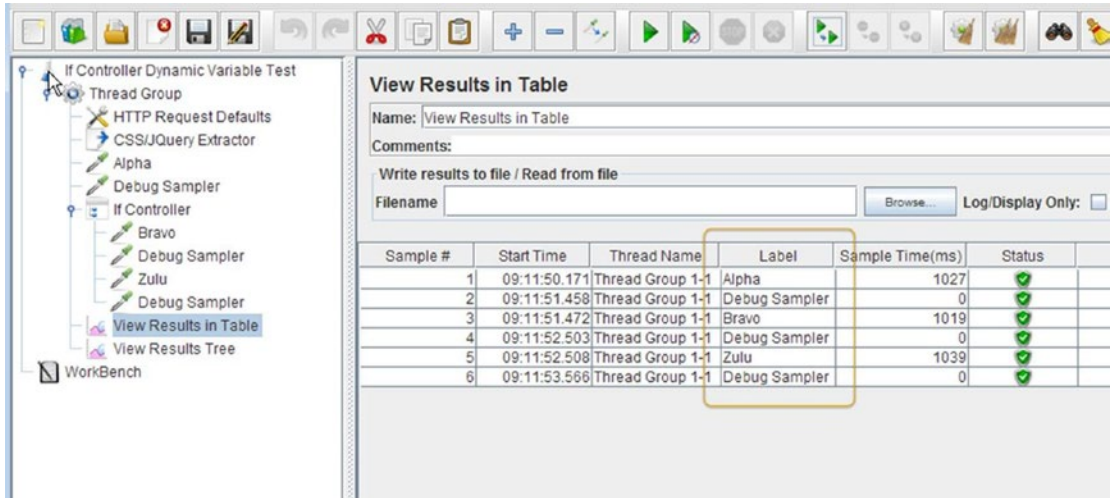 If Controller Dynamic Variable Test
Thread Group
HTTP Request Defaults
CSS/JQuery Extractor
Alpha
Debug Sampler
If Controller
Bravo
Debug Sampler
Zulu
Debug Sampler
View Results in Table
View Results Tree
WorkBench
View Results in Table
Name: View Results in Table
Comments:
Write results to file / Read from file
Filename Browse... Log/Display Only:
Sample # Start Time Thread Name Label Sample Time(ms) Status
1 09:11:50.171 Thread Group 1-1 Alpha 1027
2 09:11:51.458 Thread Group 1-1 Debug Sampler 0
3 09:11:51.472 Thread Group 1-1 Bravo 1019
4 09:11:52.503 Thread Group 1-1 Debug Sampler 0
5 09:11:52.508 Thread Group 1-1 Zulu 1039
6 09:11:53.566 Thread Group 1-1 Debug Sampler 0